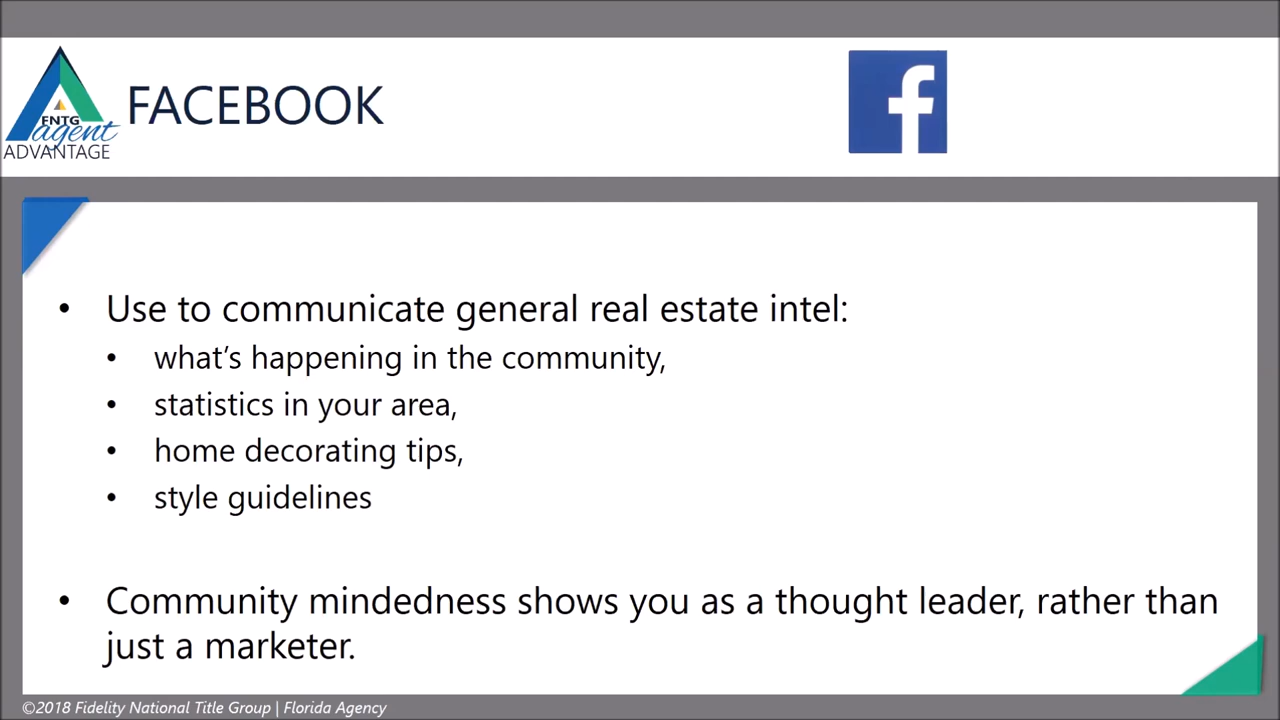 FNTG
agent
ADVANTAGE
FACEBOOK
f
• Use to communicate general real estate intel:
• what's happening in the community,
• statistics in your area,
• home decorating tips,
• style guidelines
• Community mindedness shows you as a thought leader, rather than
just a marketer.
©2018 Fidelity National Title Group | Florida Agency